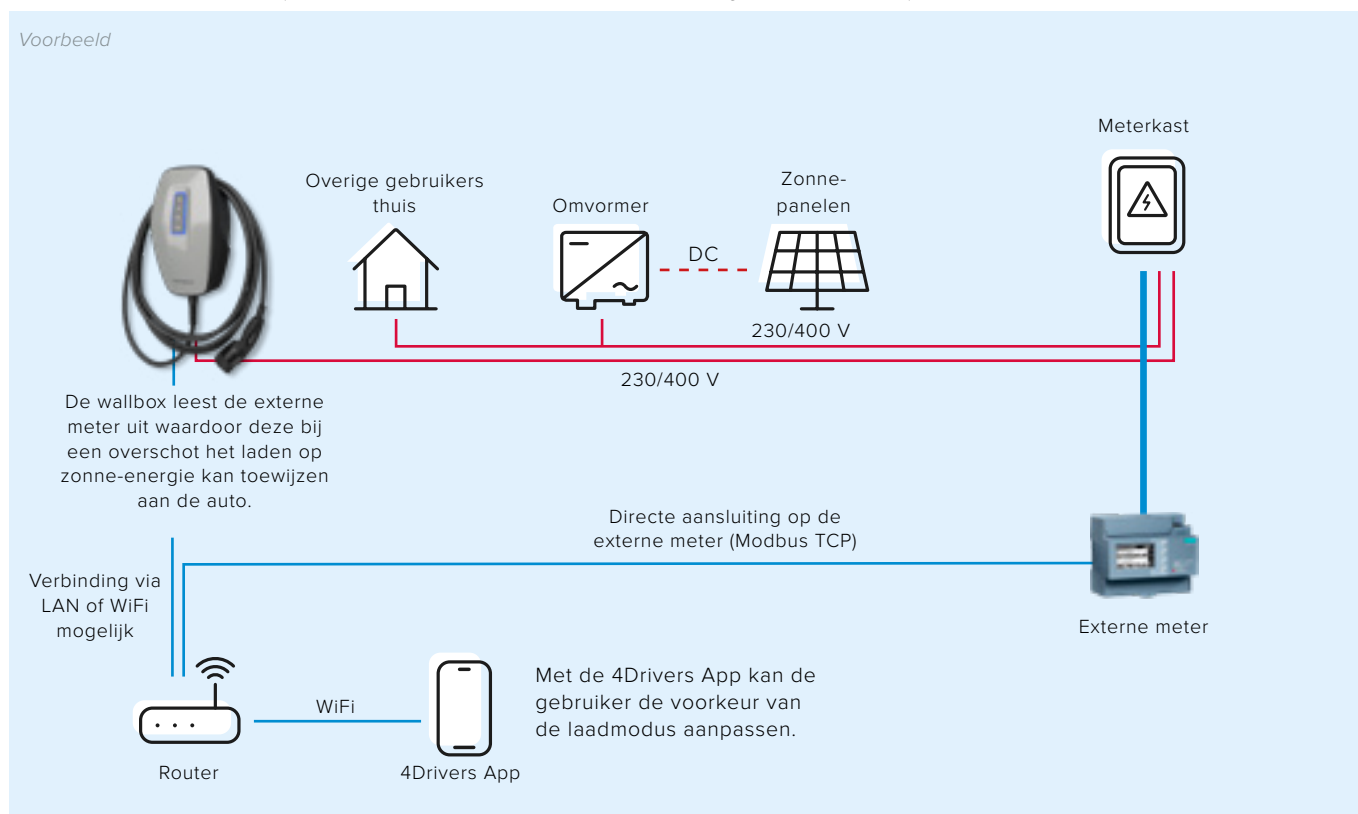 Voorbeeld
Meterkast
Overige gebruikers
thuis
Omvormer
Zonne-
panelen
DC
230/400 V
230/400 V
De wallbox leest de externe
meter uit waardoor deze bij
een overschot het laden op
zonne-energie kan toewijzen
aan de auto.
Directe aansluiting op de
externe meter (Modbus TCP)
Verbinding via
LAN of WiFi
mogelijk
Externe meter
Met de 4Drivers App kan de
gebruiker de voorkeur van
de laadmodus aanpassen.
WiFi
Router
4Drivers App